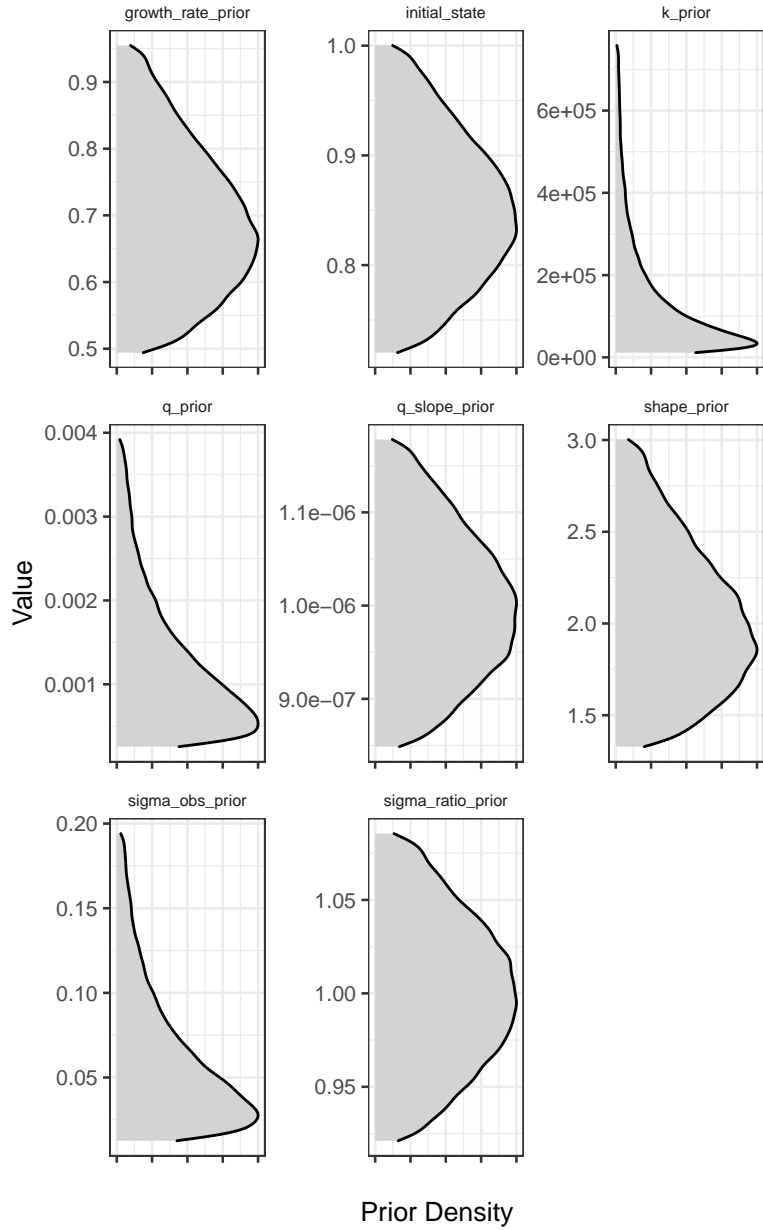 growth_rate_prior
initial_state
k_prior
0.9
0.8
0.7
0.6
0.5
1.0
0.9
0.8
6e+05
4e+05
2e+05
0e+00
q_prior
q_slope_prior
shape_prior
0.004
0.003
0.002
0.001
1.1e−06
1.0e−06
9.0e−07
3.0
2.5
2.0
1.5
Value
sigma_obs_prior
sigma_ratio_prior
0.20
0.15
0.10
0.05
1.05
1.00
0.95
Prior Density